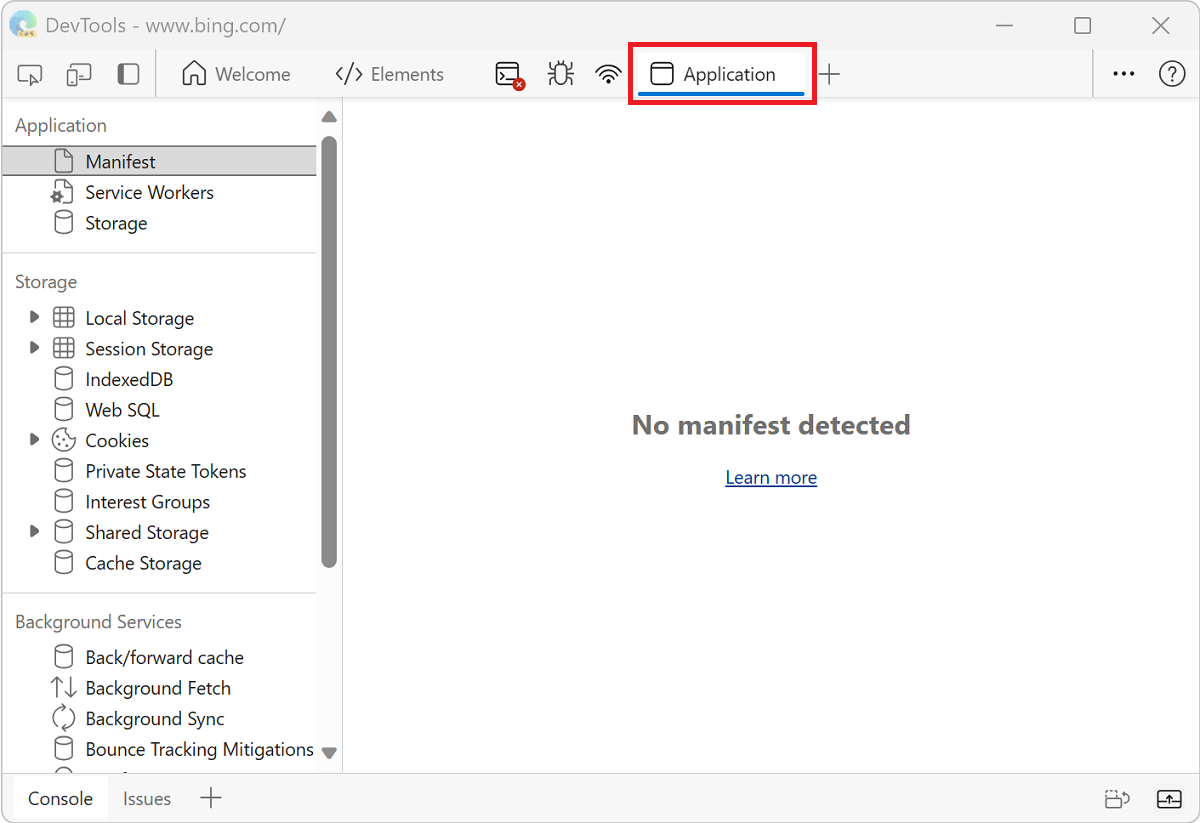 DevTools - www.bing.com/
Welcome
Elements
Application
Application
Manifest
Service Workers
Storage
Storage
Local Storage
Session Storage
IndexedDB
Web SQL
Cookies
Private State Tokens
Interest Groups
Shared Storage
Cache Storage
Background Services
Back/forward cache
Background Fetch
Background Sync
Bounce Tracking Mitigations
No manifest detected
Learn more
Console
Issues